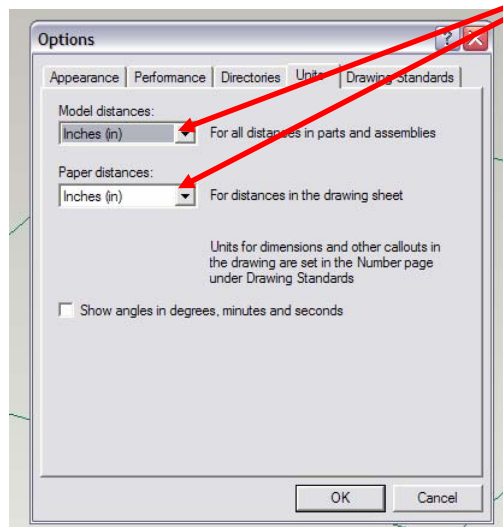 Options
Appearance Performance Directories Units Drawing Standards
Model distances:
Inches (in) For all distances in parts and assemblies
Paper distances:
Inches (in) For distances in the drawing sheet
Units for dimensions and other callouts in
the drawing are set in the Number page
under Drawing Standards
Show angles in degrees, minutes and seconds
OK Cancel